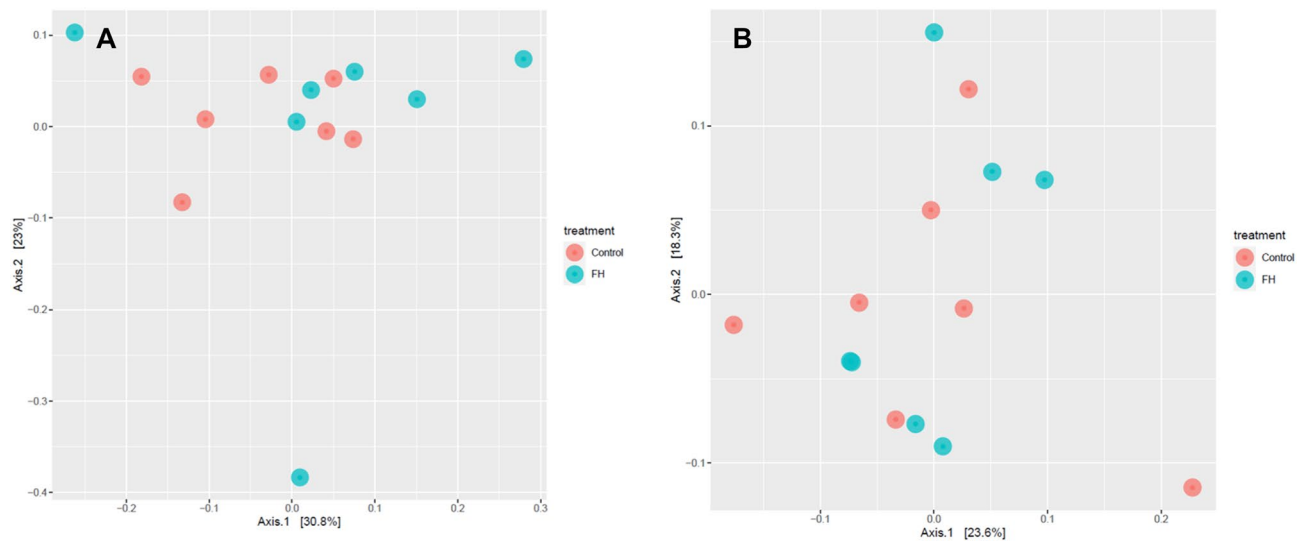 A
0.1
0.0
−0.1
−0.2
−0.3
−0.4
Axis.2 [23%]
−0.2 −0.1 0.0 0.1 0.2 0.3
Axis.1 [30.8%]
treatment
Control
FH
B
0.1
0.0
−0.1
Axis.2 [18.3%]
−0.1 0.0 0.1 0.2
Axis.1 [23.6%]
treatment
Control
FH